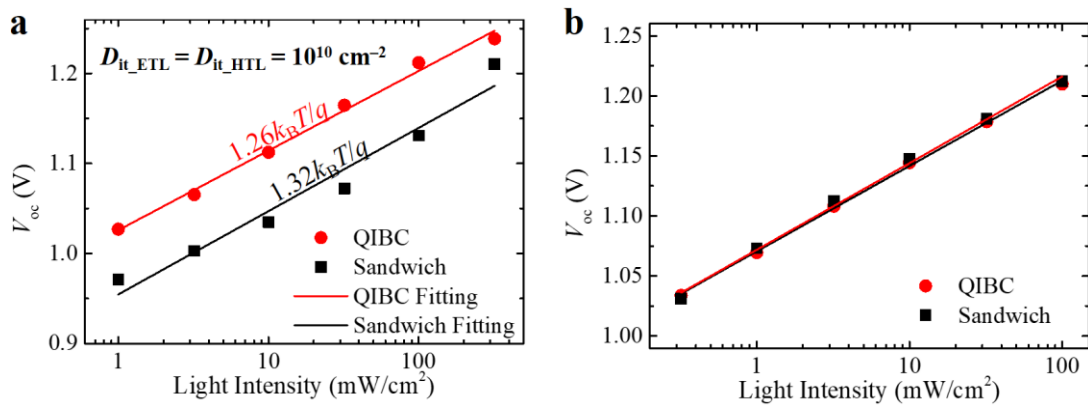 a
D_it_ETL = D_it_HTL = 10^10 cm^–2
1.26k_BT/q
1.32k_BT/q
QIBC
Sandwich
QIBC Fitting
Sandwich Fitting
V_oc (V)
1.2
1.1
1.0
0.9
1
10
100
Light Intensity (mW/cm^2)
b
V_oc (V)
1.25
1.20
1.15
1.10
1.05
1.00
QIBC
Sandwich
1
10
100
Light Intensity (mW/cm^2)